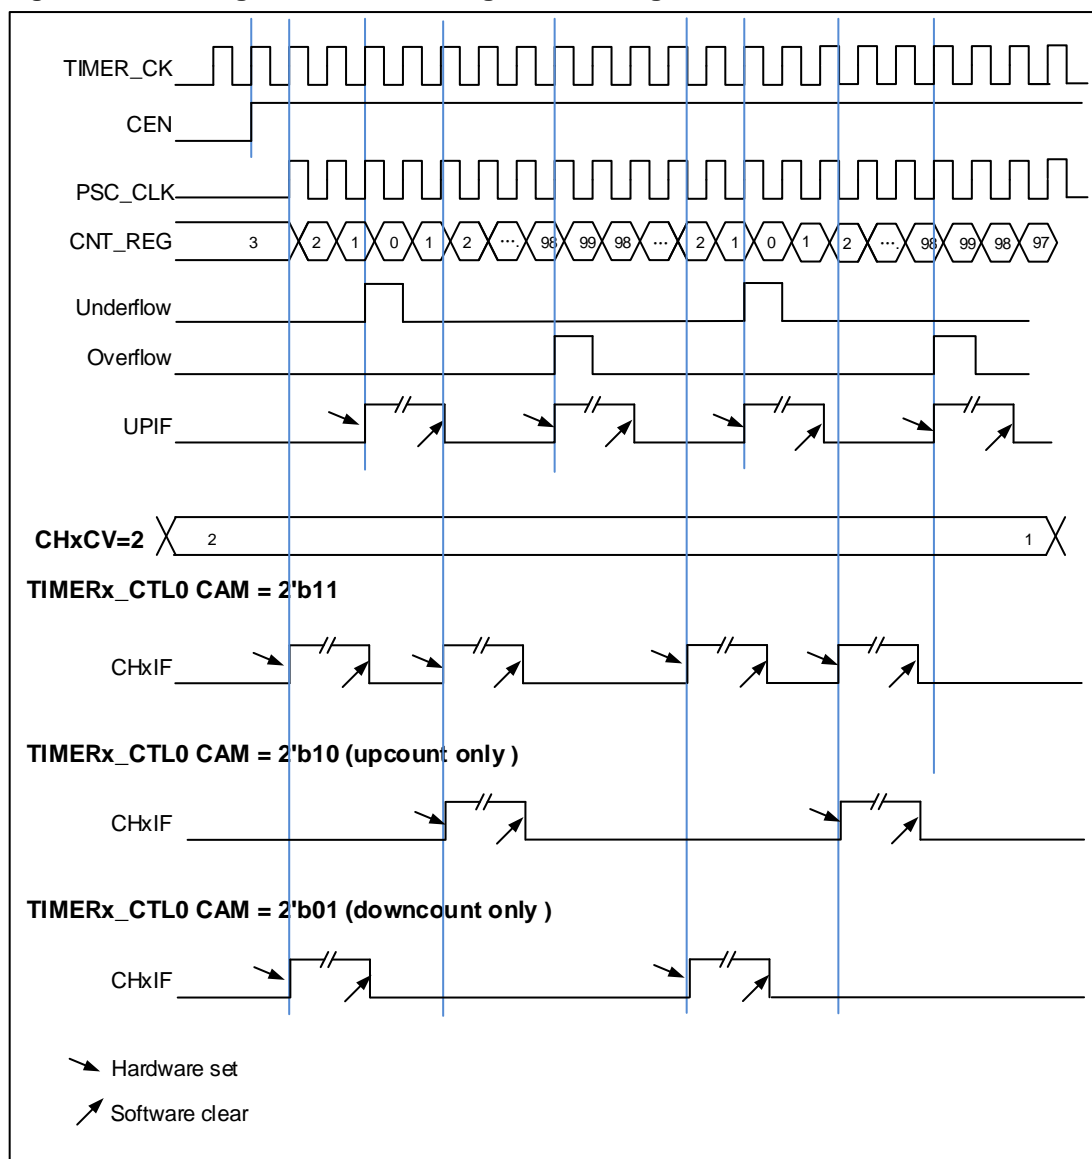 TIMER_CK
CEN
PSC_CLK
CNT_REG 3 2 1 0 1 2 .... 98 99 98 ... 2 1 0 1 2 .... 98 99 98 97
Underflow
Overflow
UPIF
CHxCV=2 2 1
TIMERx_CTL0 CAM = 2'b11
CHxIF
TIMERx_CTL0 CAM = 2'b10 (upcount only )
CHxIF
TIMERx_CTL0 CAM = 2'b01 (downcount only )
CHxIF
Hardware set
Software clear